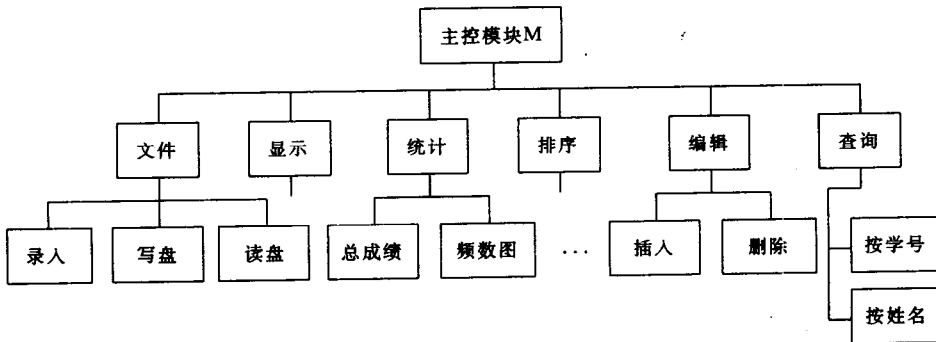 主控模块M
文件
显示
统计
排序
编辑
查询
录入
写盘
读盘
总成绩
频数图
...
插入
删除
按学号
按姓名